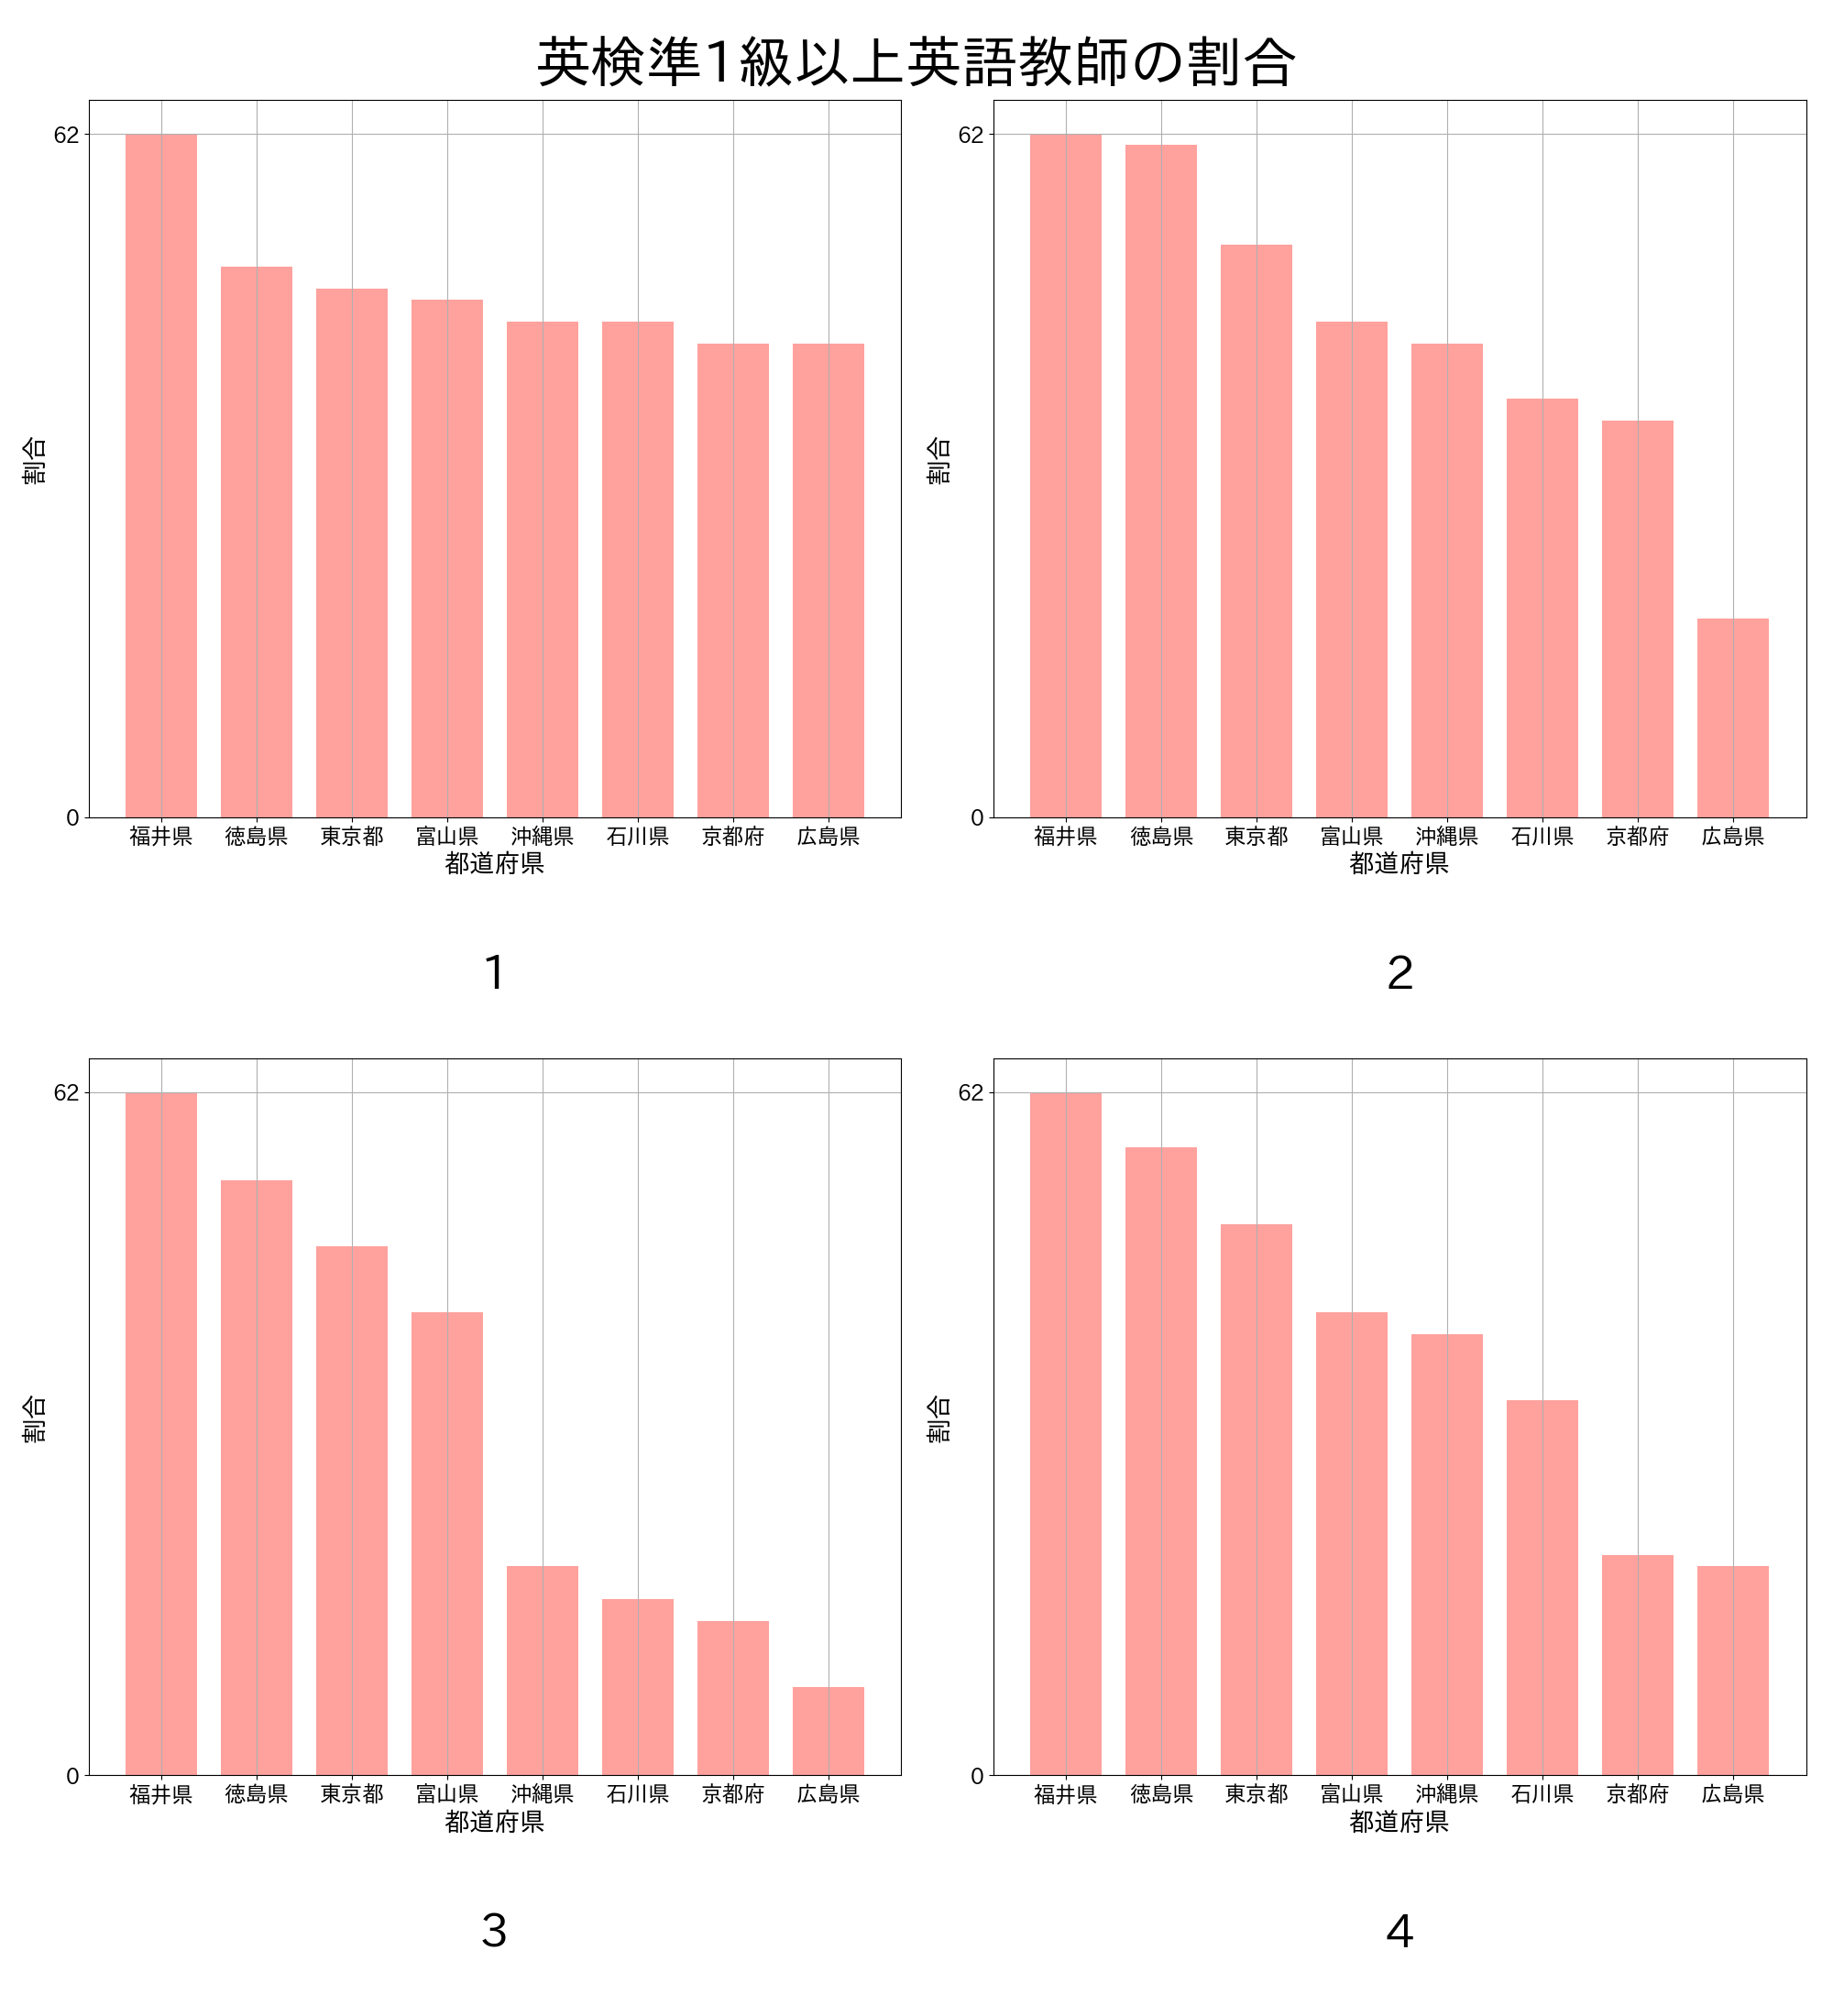 英検準1級以上英語教師の割合
62
0
割合
福井県 徳島県 東京都 富山県 沖縄県 石川県 京都府 広島県
都道府県
1
62
0
割合
福井県 徳島県 東京都 富山県 沖縄県 石川県 京都府 広島県
都道府県
2
62
0
割合
福井県 徳島県 東京都 富山県 沖縄県 石川県 京都府 広島県
都道府県
3
62
0
割合
福井県 徳島県 東京都 富山県 沖縄県 石川県 京都府 広島県
都道府県
4